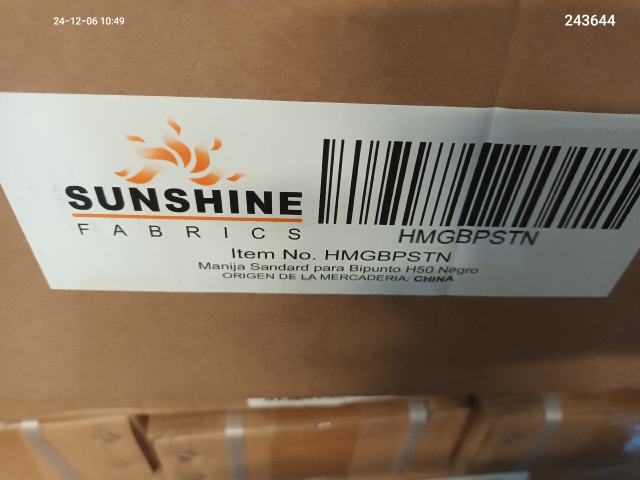 24-12-06 10:49
243644
SUNSHINE
FABRICS
HMGBPSTN
Item No. HMGBPSTN
Manija Sandard para Bipunto H50 Negro
ORIGEN DE LA MERCADERIA: CHINA